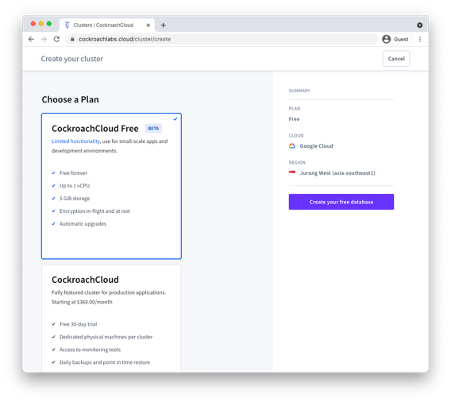 Clusters | CockroachCloud
cockroachlabs.cloud/cluster/create
Guest
Create your cluster
Cancel
Choose a Plan
CockroachCloud Free BETA
Limited functionality, use for small-scale apps and
development environments.
Free forever
Up to 1 vCPU
5 GiB storage
Encryption in-flight and at rest
Automatic upgrades
CockroachCloud
Fully featured cluster for production applications.
Starting at $360.00/month
Free 30-day trial
Dedicated physical machines per cluster
Access to monitoring tools
Daily backups and point in time restore
SUMMARY
PLAN
Free
CLOUD
Google Cloud
REGION
Jurong West (asia-southeast1)
Create your free database